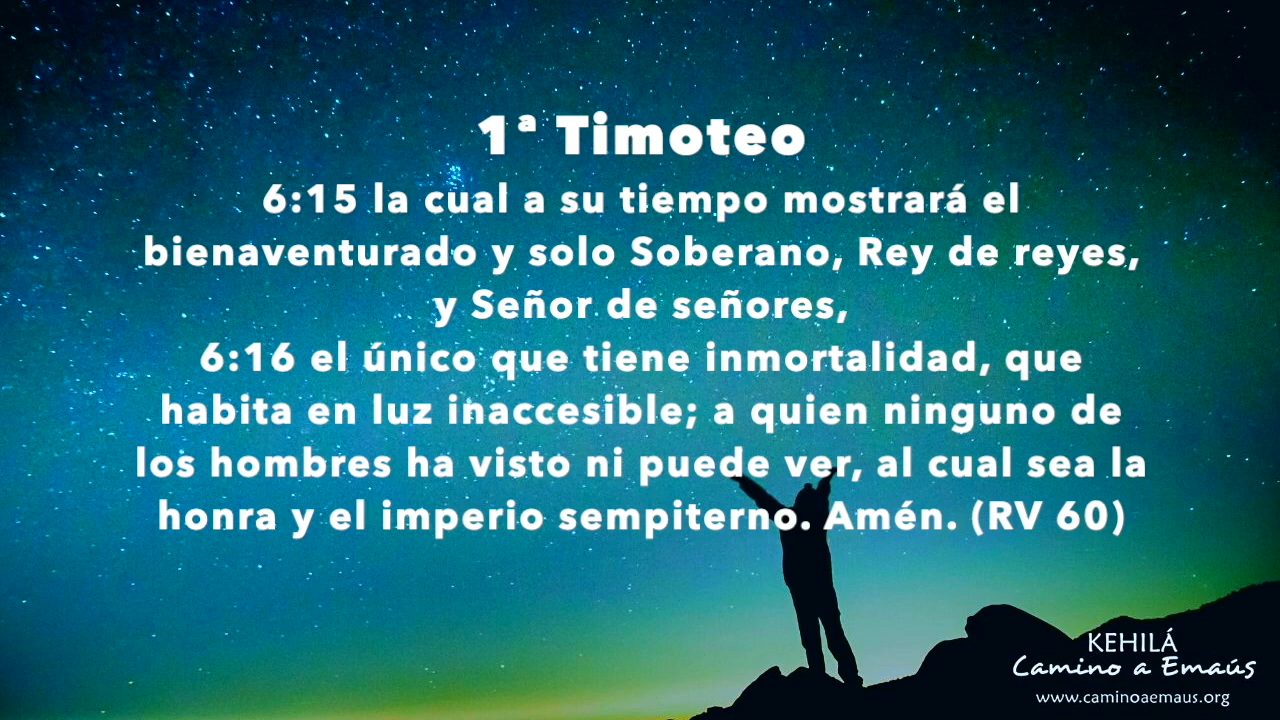 1ª Timoteo
6:15 la cual a su tiempo mostrará el
bienaventurado y solo Soberano, Rey de reyes,
y Señor de señores,
6:16 el único que tiene inmortalidad, que
habita en luz inaccesible; a quien ninguno de
los hombres ha visto ni puede ver, al cual sea la
honra y el imperio sempiterno. Amén. (RV 60)
KEHILÁ
Camino a Emaús
www.caminoaemaus.org